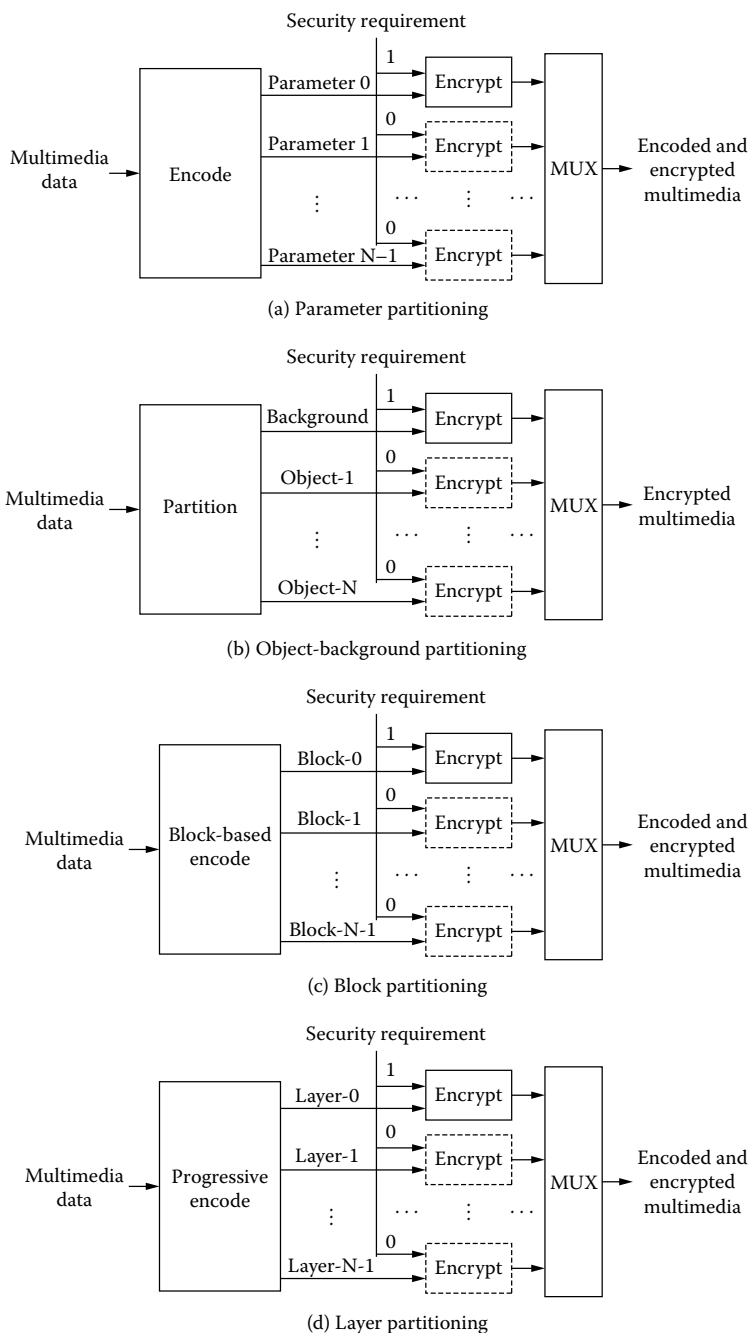 Security requirement
1
Parameter 0
Encrypt
0
Parameter 1
Encrypt
Multimedia
data
Encode
MUX
Encoded and
encrypted
multimedia
⋮
· · ·
⋮
· · ·
0
Parameter N–1
Encrypt
(a) Parameter partitioning
Security requirement
1
Background
Encrypt
0
Object-1
Encrypt
Multimedia
data
Partition
MUX
Encrypted
multimedia
⋮
· · ·
⋮
· · ·
0
Object-N
Encrypt
(b) Object-background partitioning
Security requirement
1
Block-0
Encrypt
0
Block-1
Encrypt
Multimedia
data
Block-based
encode
MUX
Encoded and
encrypted
multimedia
⋮
· · ·
⋮
· · ·
0
Block-N-1
Encrypt
(c) Block partitioning
Security requirement
1
Layer-0
Encrypt
0
Layer-1
Encrypt
Multimedia
data
Progressive
encode
MUX
Encoded and
encrypted
multimedia
⋮
· · ·
⋮
· · ·
0
Layer-N-1
Encrypt
(d) Layer partitioning